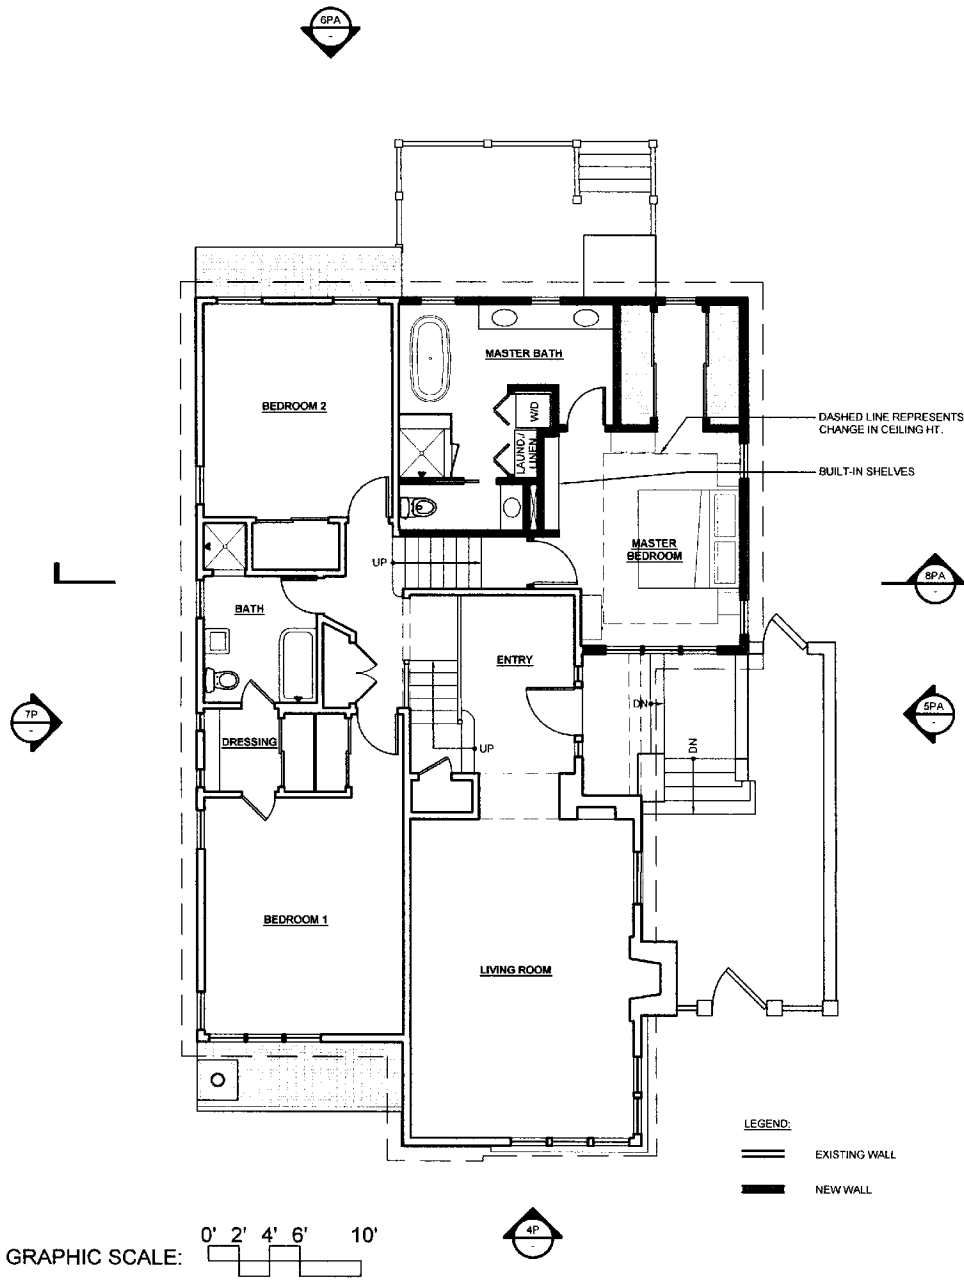 6PA
-
MASTER BATH
BEDROOM 2
W/D
LAUND./
LINEN
DASHED LINE REPRESENTS
CHANGE IN CEILING HT.
BUILT-IN SHELVES
MASTER
BEDROOM
UP
8PA
-
BATH
ENTRY
7P
-
DN
5PA
-
DRESSING
UP
DN
BEDROOM 1
LIVING ROOM
LEGEND:
EXISTING WALL
NEW WALL
4P
-
0' 2' 4' 6' 10'
GRAPHIC SCALE: